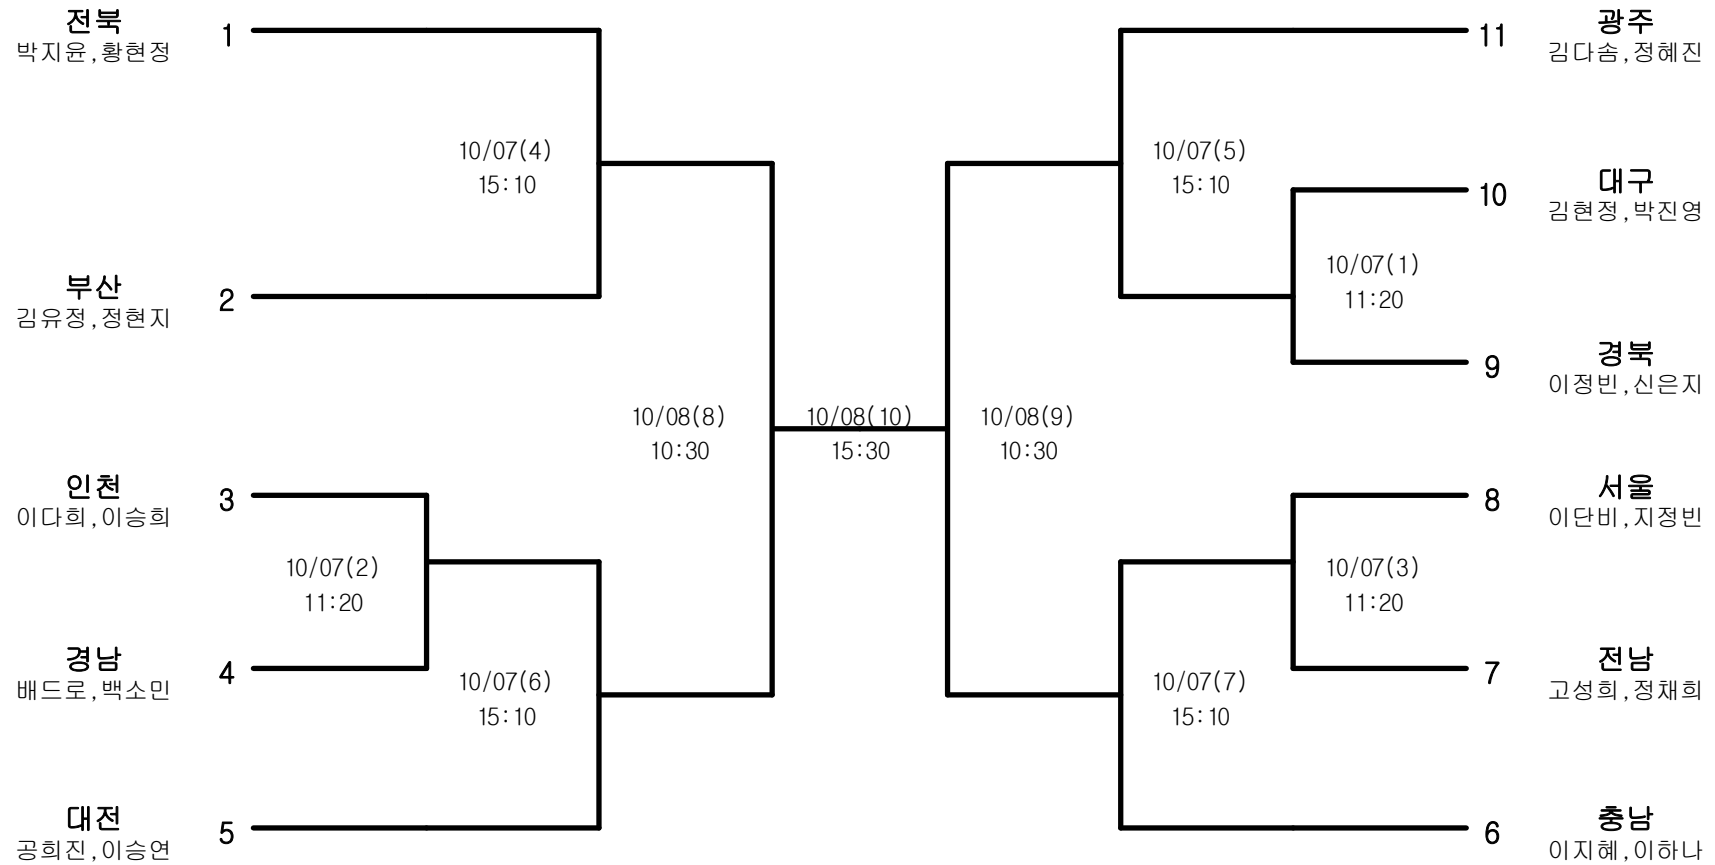 전북
박지윤,황현정
1
10/07(4)
15:10
부산
김유정,정현지
2
10/08(8)
10:30
인천
이다희,이승희
3
10/07(2)
11:20
경남
배드로,백소민
4
10/07(6)
15:10
대전
공희진,이승연
5
10/08(10)
15:30
11
광주
김다솜,정혜진
10/07(5)
15:10
10
대구
김현정,박진영
10/07(1)
11:20
9
경북
이정빈,신은지
10/08(9)
10:30
8
서울
이단비,지정빈
10/07(3)
11:20
7
전남
고성희,정채희
10/07(7)
15:10
6
충남
이지혜,이하나